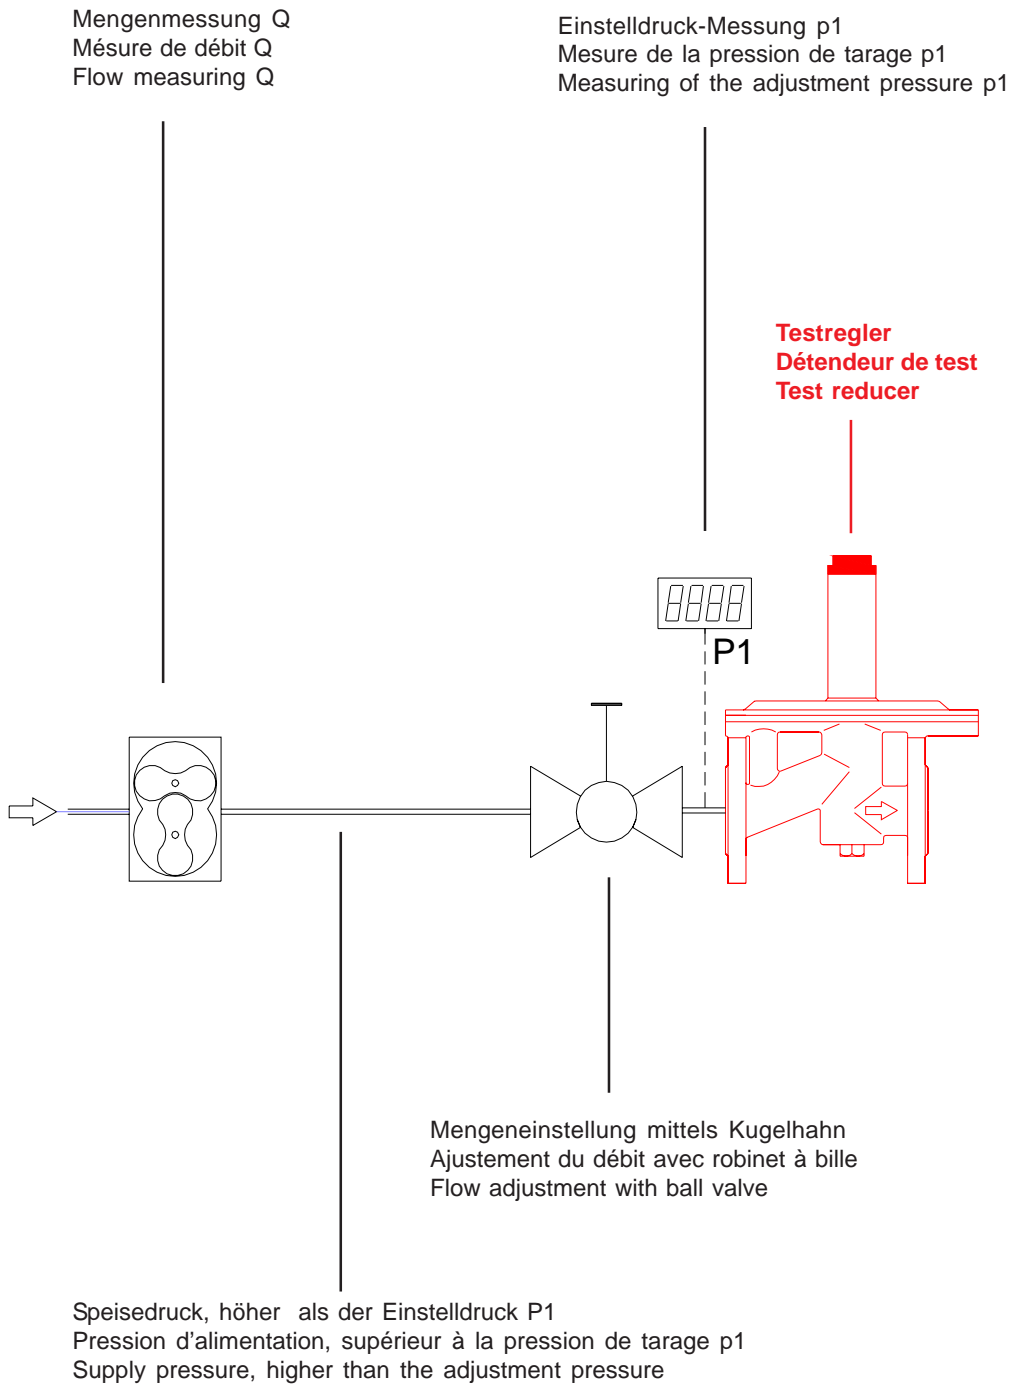 Mengenmessung Q
Mésure de débit Q
Flow measuring Q
Einstelldruck-Messung p1
Mesure de la pression de tarage p1
Measuring of the adjustment pressure p1
Testregler
Détendeur de test
Test reducer
8888
P1
Mengeneinstellung mittels Kugelhahn
Ajustement du débit avec robinet à bille
Flow adjustment with ball valve
Speisedruck, höher als der Einstelldruck P1
Pression d'alimentation, supérieur à la pression de tarage p1
Supply pressure, higher than the adjustment pressure